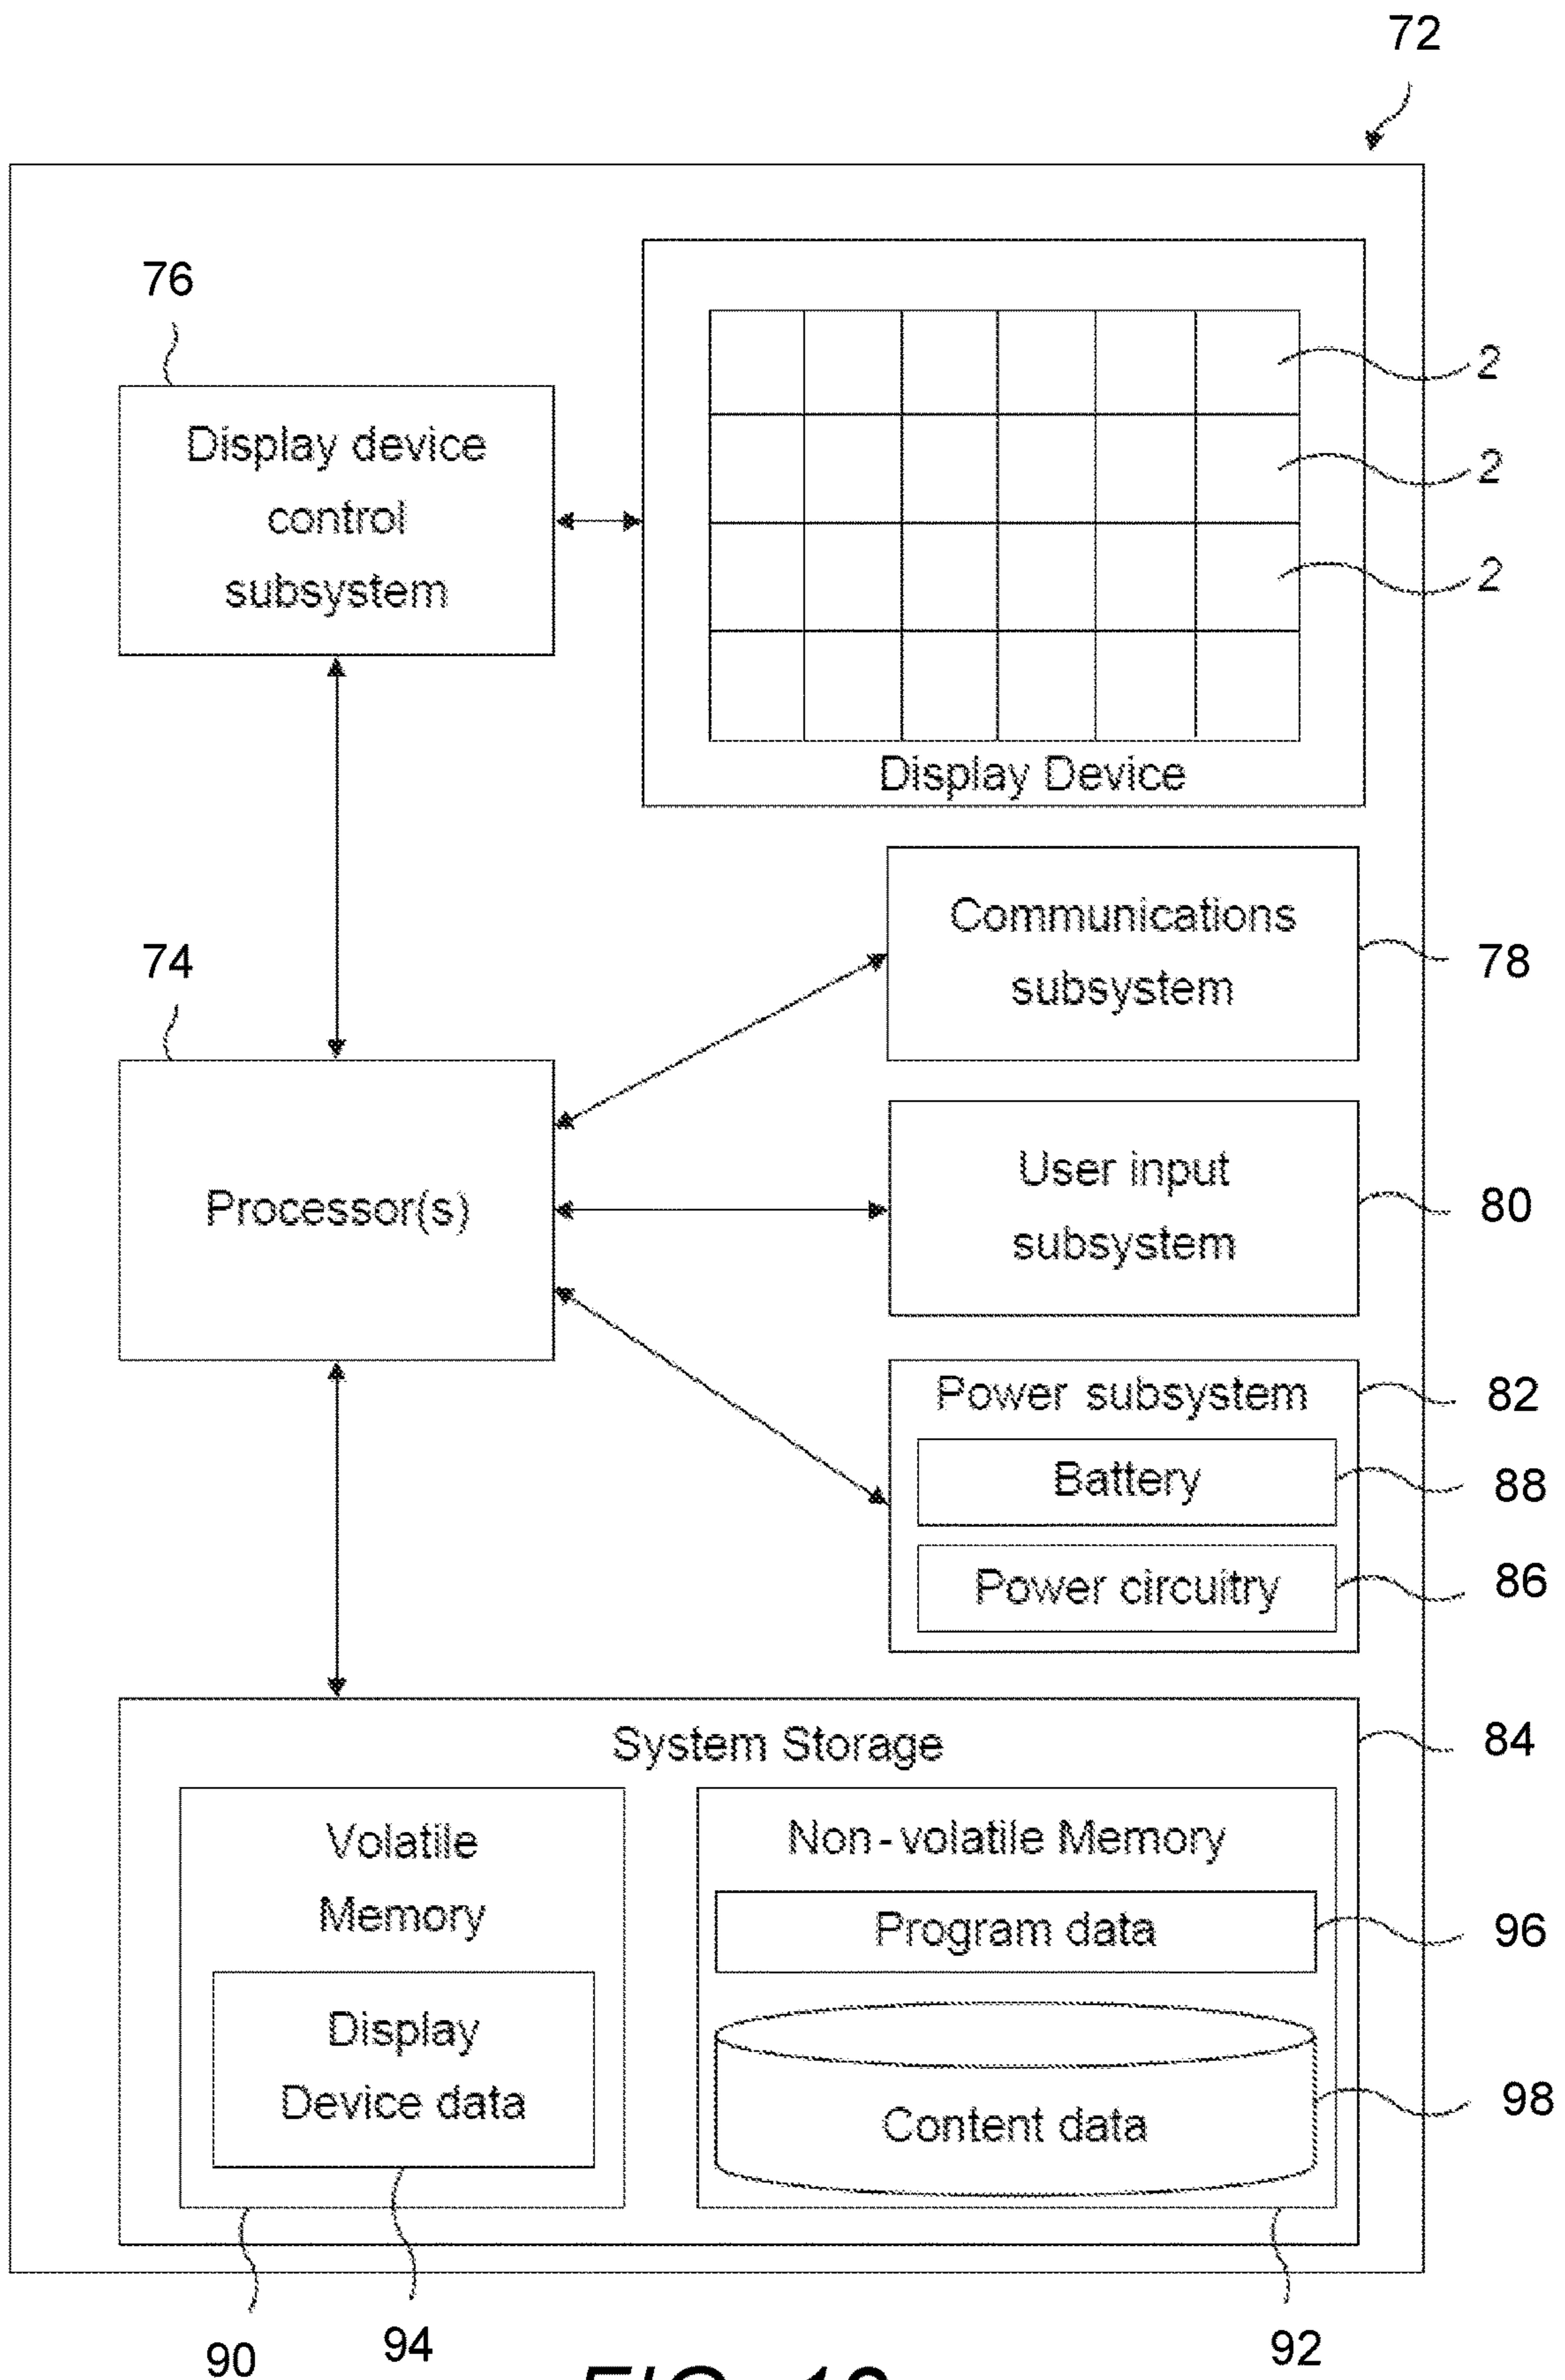 72
76
Display device
control
subsystem
2
2
2
Display Device
Communications
subsystem
78
74
Processor(s)
User input
subsystem
80
Power subsystem
82
Battery
88
Power circuitry
86
System Storage
84
Volatile
Memory
Non-volatile Memory
Program data
96
Display
Device data
Content data
98
90
94
92